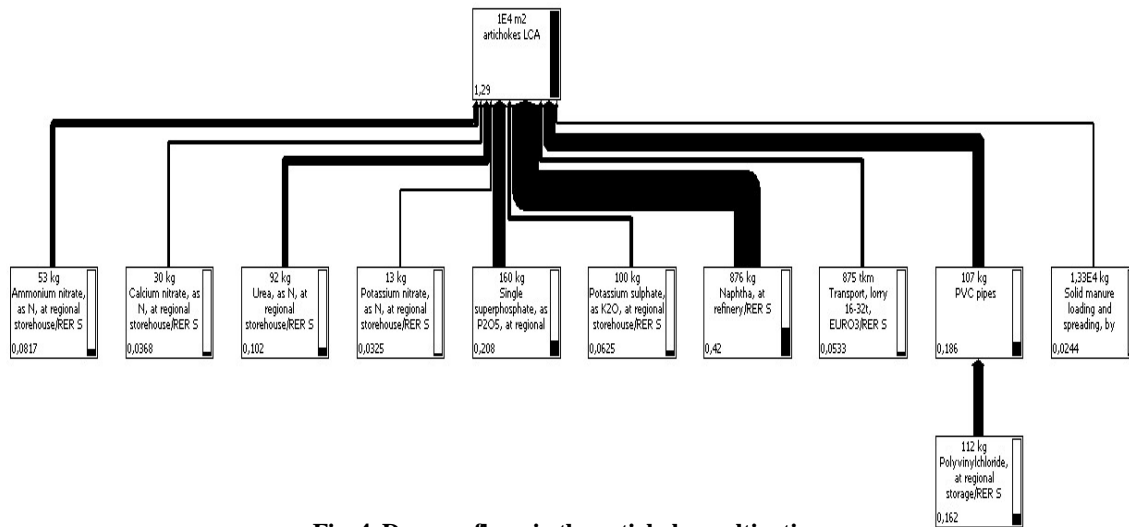 1E4 m2
artichokes LCA
1,29
53 kg
Ammonium nitrate,
as N, at regional
storehouse/RER S
0,0817
30 kg
Calcium nitrate, as
N, at regional
storehouse/RER S
0,0368
92 kg
Urea, as N, at
regional
storehouse/RER S
0,102
13 kg
Potassium nitrate,
as N, at regional
storehouse/RER S
0,0325
160 kg
Single
superphosphate, as
P2O5, at regional
0,208
100 kg
Potassium sulphate,
as K2O, at regional
storehouse/RER S
0,0625
876 kg
Naphtha, at
refinery/RER S
0,42
875 tkm
Transport, lorry
16-32t,
EURO3/RER S
0,0533
107 kg
PVC pipes
0,186
1,33E4 kg
Solid manure
loading and
spreading, by
0,0244
112 kg
Polyvinylchloride,
at regional
storage/RER S
0,162